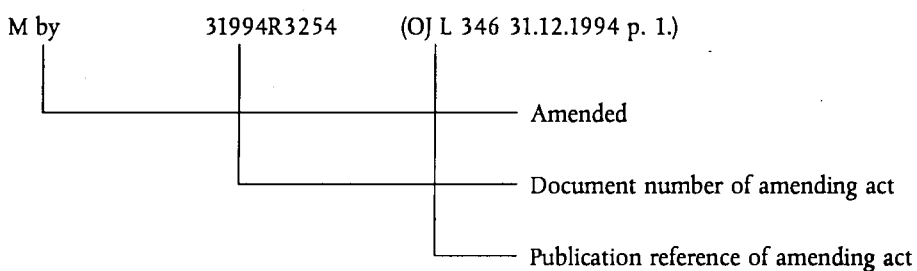 M by 31994R3254 (OJ L 346 31.12.1994 p. 1.)
Amended
Document number of amending act
Publication reference of amending act